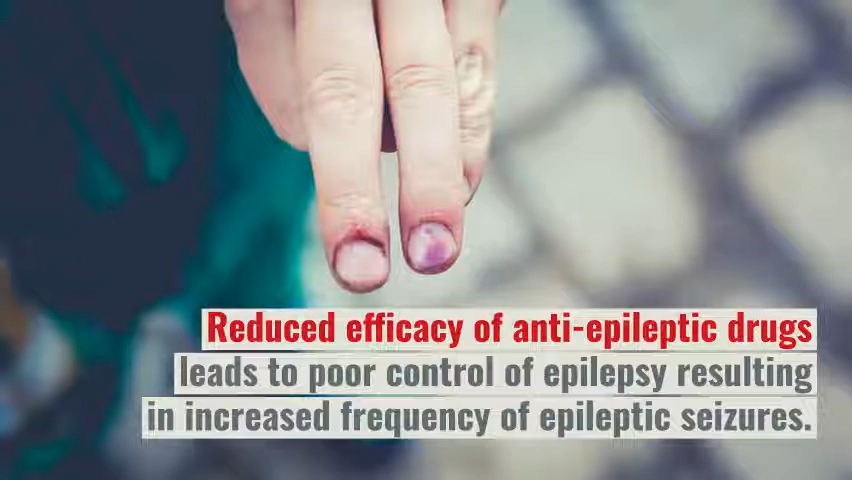 Reduced efficacy of anti-epileptic drugs
leads to poor control of epilepsy resulting
in increased frequency of epileptic seizures.